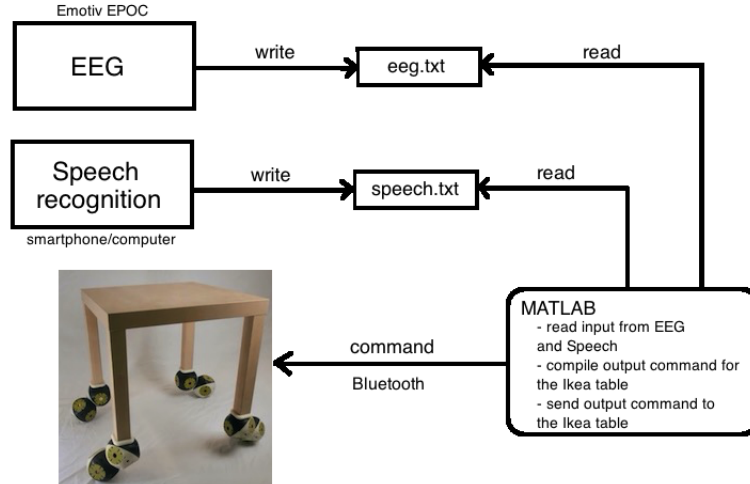 Emotiv EPOC
EEG
write
eeg.txt
read
Speech
recognition
smartphone/computer
write
speech.txt
read
MATLAB
- read input from EEG
and Speech
- compile output command for
the Ikea table
- send output command to
the Ikea table
command
Bluetooth